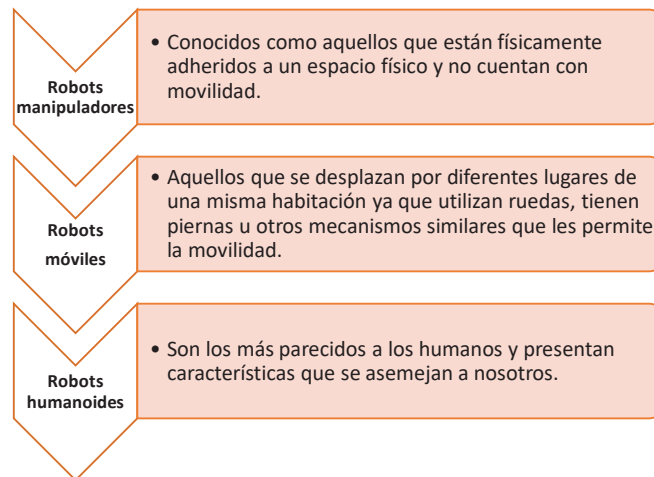 Robots
manipuladores
• Conocidos como aquellos que están físicamente
adheridos a un espacio físico y no cuentan con
movilidad.
Robots
móviles
• Aquellos que se desplazan por diferentes lugares de
una misma habitación ya que utilizan ruedas, tienen
piernas u otros mecanismos similares que les permite
la movilidad.
Robots
humanoides
• Son los más parecidos a los humanos y presentan
características que se asemejan a nosotros.